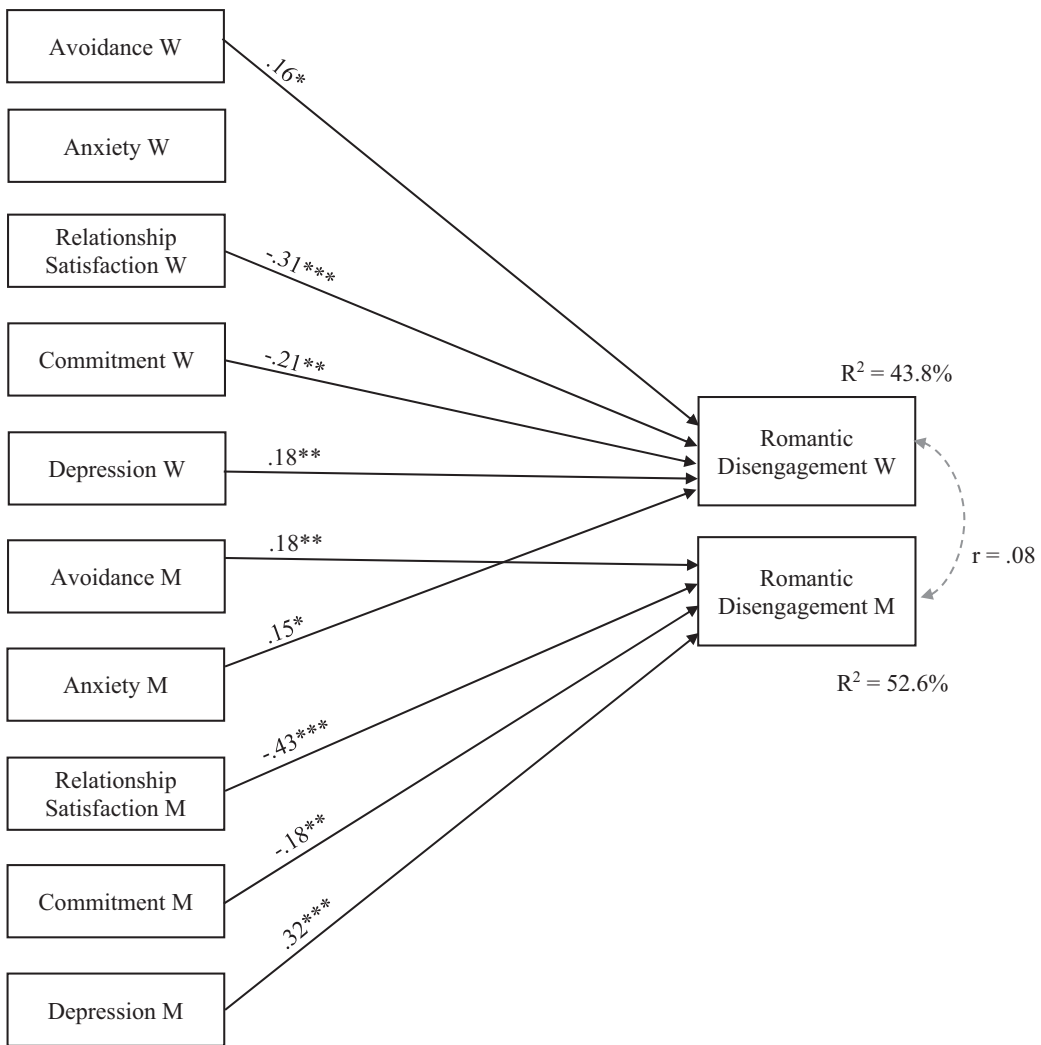 Avoidance W
.16*
Anxiety W
Relationship
Satisfaction W
-.31***
Commitment W
-.21**
R² = 43.8%
Romantic
Disengagement W
Depression W
.18**
Avoidance M
.18**
r = .08
Romantic
Disengagement M
Anxiety M
.15*
R² = 52.6%
Relationship
Satisfaction M
-.43***
Commitment M
-.18**
Depression M
.32***